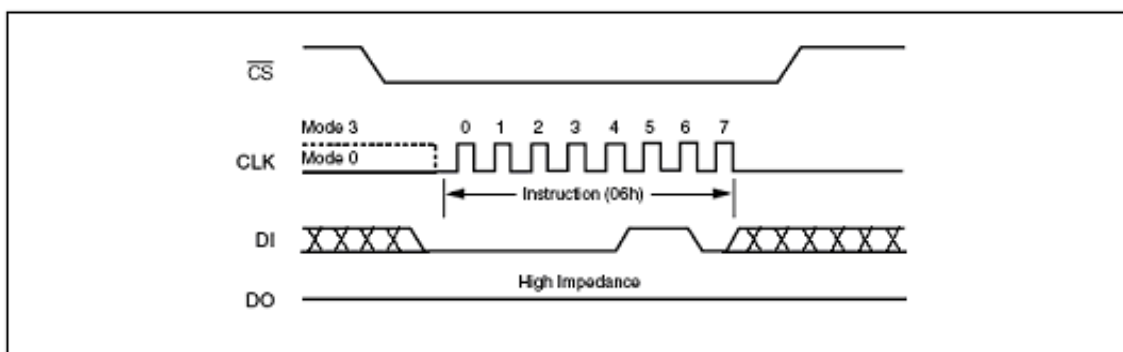 CS
Mode 3
0 1 2 3 4 5 6 7
CLK
Mode 0
Instruction (06h)
DI
High Impedance
DO